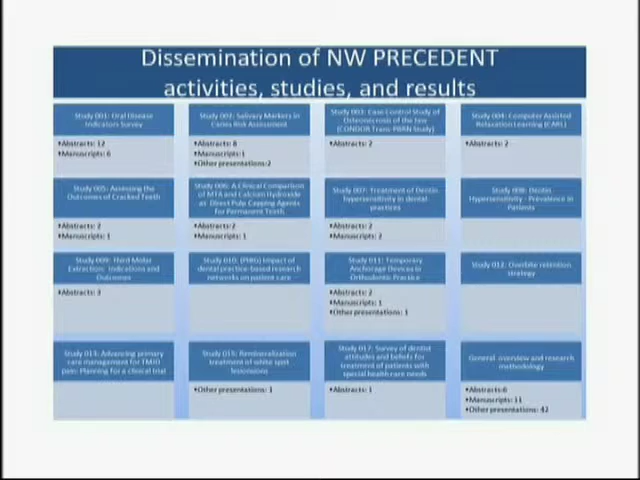 Dissemination of NW PRECEDENT
activities, studies, and results
Study 001: Oral Disease
Indicators Survey
•Abstracts: 12
•Manuscripts: 6
Study 002: Salivary Markers in
Caries Risk Assessment
•Abstracts: 8
•Manuscripts:1
•Other presentations:2
Study 003: Case Control Study of
Osteonecrosis of the Jaw
(CONDOR Trans-PBRN Study)
•Abstracts: 2
Study 004: Computer Assisted
Relaxation Learning (CARL)
•Abstracts: 2
Study 005: Assessing the
Outcomes of Cracked Teeth
•Abstracts: 2
•Manuscripts: 1
Study 006: A Clinical Comparison
of MTA and Calcium Hydroxide
as Direct Pulp Capping Agents
for Permanent Teeth
•Abstracts: 2
•Manuscripts: 1
Study 007: Treatment of Dentin
hypersensitivity in dental
practices
•Abstracts: 2
•Manuscripts: 2
Study 008: Dentin
Hypersensitivity - Prevalence in
Patients
Study 009: Third Molar
Extraction: Indications and
Outcomes
•Abstracts: 3
Study 010: (PIRG) Impact of
dental practice-based research
networks on patient care
Study 011: Temporary
Anchorage Devices in
Orthodontic Practice
•Abstracts: 2
•Manuscripts: 1
•Other presentations: 1
Study 012: Overbite retention
strategy
Study 013: Advancing primary
care management for TMJD
pain: Planning for a clinical trial
Study 015: Remineralization
treatment of white spot
•Other presentations: 1
Study 017: Survey of dentist
attitudes and beliefs for
treatment of patients with
special health care needs
•Abstracts: 1
General overview and research
methodology
•Abstracts:6
•Manuscripts: 11
•Other presentations: 42